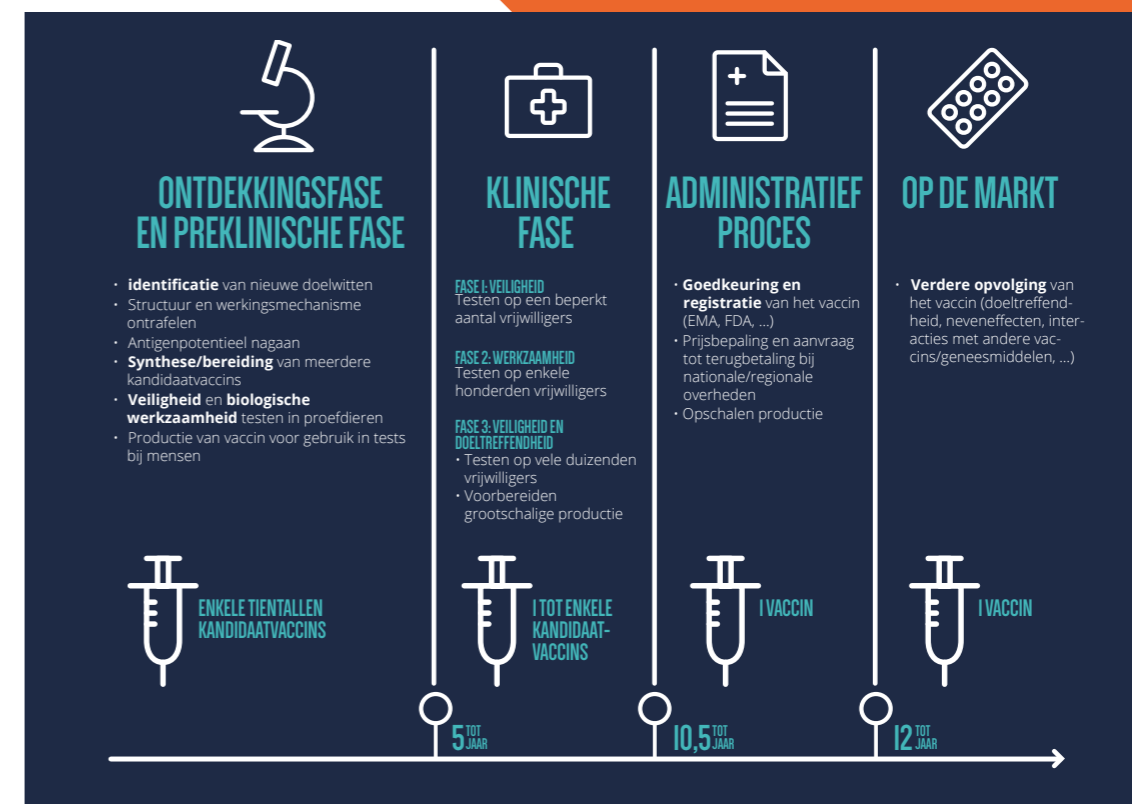 ONTDEKKINGSFASE
EN PREKLINISCHE FASE
· identificatie van nieuwe doelwitten
· Structuur en werkingsmechanisme
ontrafelen
· Antigenpotentieel nagaan
· Synthese/bereiding van meerdere
kandidaatvaccins
· Veiligheid en biologische
werkzaamheid testen in proefdieren
· Productie van vaccin voor gebruik in tests
bij mensen
ENKELE TIENTALLEN
KANDIDAATVACCINS
KLINISCHE
FASE
FASE 1: VEILIGHEID
Testen op een beperkt
aantal vrijwilligers
FASE 2: WERKZAAMHEID
Testen op enkele
honderden vrijwilligers
FASE 3: VEILIGHEID EN
DOELTREFFENDHEID
· Testen op vele duizenden
vrijwilligers
· Voorbereiden
grootschalige productie
1 TOT ENKELE
KANDIDAAT-
VACCINS
ADMINISTRATIEF
PROCES
· Goedkeuring en
registratie van het vaccin
(EMA, FDA, ...)
· Prijsbepaling en aanvraag
tot terugbetaling bij
nationale/regionale
overheden
· Opschalen productie
1 VACCIN
OP DE MARKT
· Verdere opvolging van
het vaccin (doeltreffend-
heid, neveneffecten, inter-
acties met andere vac-
cins/geneesmiddelen, ...)
1 VACCIN
5 TOT
JAAR
10,5 TOT
JAAR
12 TOT
JAAR